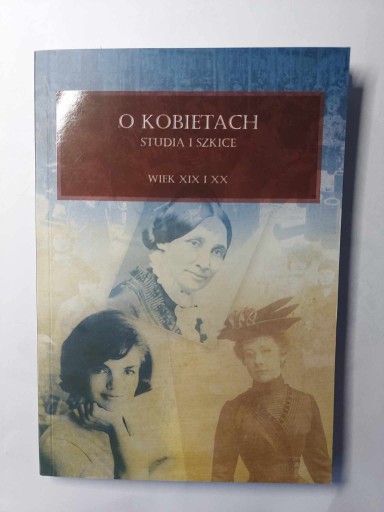 O KOBIETACH
STUDIA I SZKICE
WIEK XIX I XX